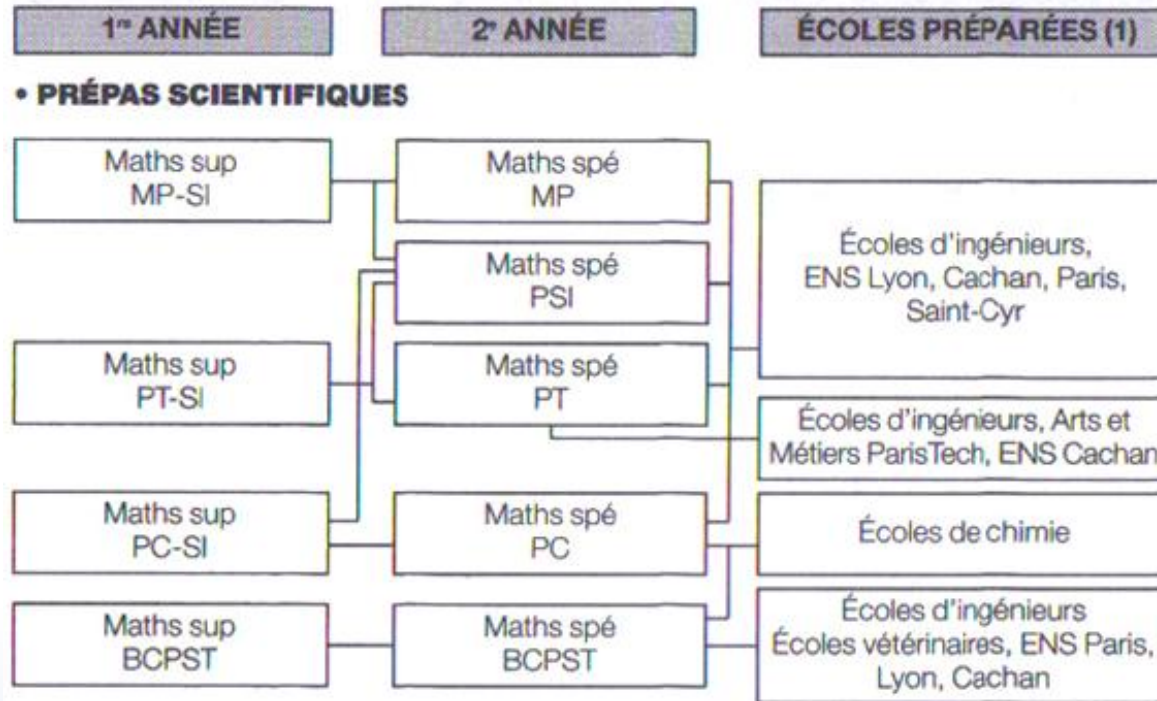 1re ANNÉE
2e ANNÉE
ÉCOLES PRÉPARÉES (1)
• PRÉPAS SCIENTIFIQUES
Maths sup
MP-SI
Maths spé
MP
Maths spé
PSI
Écoles d'ingénieurs,
ENS Lyon, Cachan, Paris,
Saint-Cyr
Maths sup
PT-SI
Maths spé
PT
Écoles d'ingénieurs, Arts et
Métiers ParisTech, ENS Cachan
Maths sup
PC-SI
Maths spé
PC
Écoles de chimie
Maths sup
BCPST
Maths spé
BCPST
Écoles d'ingénieurs
Écoles vétérinaires, ENS Paris,
Lyon, Cachan